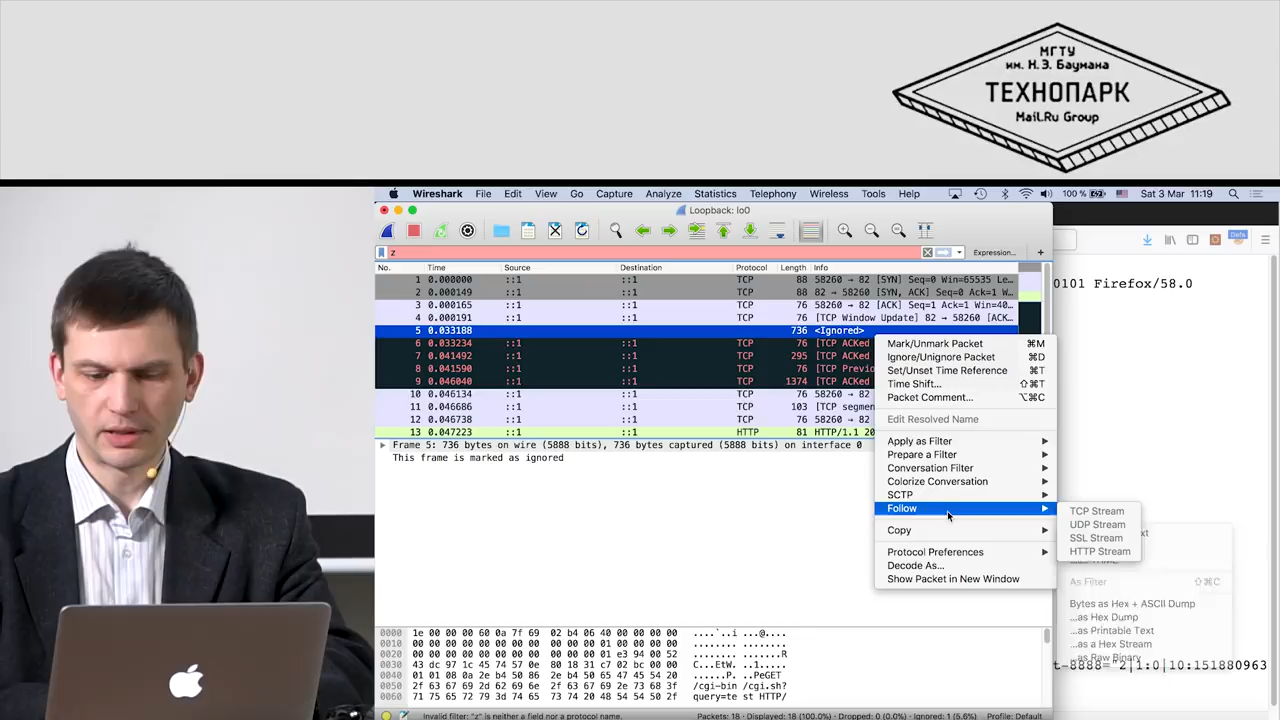 МГТУ
им. Н.Э. Баумана
ТЕХНОПАРК
Mail.Ru Group
Wireshark File Edit View Go Capture Analyze Statistics Telephony Wireless Tools Help 100 % Sat 3 Mar 11:19
Loopback: lo0
z Expression... +
No. Time Source Destination Protocol Length Info
1 0.000000 ::1 ::1 TCP 88 58260 → 82 [SYN] Seq=0 Win=65535 Le…
2 0.000149 ::1 ::1 TCP 88 82 → 58260 [SYN, ACK] Seq=0 Ack=1 W…
3 0.000165 ::1 ::1 TCP 76 58260 → 82 [ACK] Seq=1 Ack=1 Win=40…
4 0.000191 ::1 ::1 TCP 76 [TCP Window Update] 82 → 58260 [ACK…
5 0.033188 736 <Ignored>
6 0.033234 ::1 ::1 TCP 76 [TCP ACKed
7 0.041492 ::1 ::1 TCP 295 [TCP ACKed
8 0.041590 ::1 ::1 TCP 76 [TCP Previo
9 0.046040 ::1 ::1 TCP 1374 [TCP ACKed
10 0.046134 ::1 ::1 TCP 76 58260 → 82
11 0.046686 ::1 ::1 TCP 103 [TCP segmen
12 0.046738 ::1 ::1 TCP 76 58260 → 82
13 0.047223 ::1 ::1 HTTP 81 HTTP/1.1 20
Frame 5: 736 bytes on wire (5888 bits), 736 bytes captured (5888 bits) on interface 0
This frame is marked as ignored
Mark/Unmark Packet ⌘M
Ignore/Unignore Packet ⌘D
Set/Unset Time Reference ⌘T
Time Shift... ⇧⌘T
Packet Comment... ⌥⌘C
Edit Resolved Name
Apply as Filter
Prepare a Filter
Conversation Filter
Colorize Conversation
SCTP
Follow
Copy
Protocol Preferences
Decode As...
Show Packet in New Window
TCP Stream
UDP Stream
SSL Stream
HTTP Stream
As Filter ⇧⌘C
Bytes as Hex + ASCII Dump
...as Hex Dump
...as Printable Text
...as a Hex Stream
...as Raw Binary
0101 Firefox/58.0
t-8888="2|1:0|10:151880963
0000 1e 00 00 00 60 0a 7f 69 02 b4 06 40 00 00 00 00 ....`..i ...@....
0010 00 00 00 00 00 00 00 00 00 00 00 01 00 00 00 00 ........ ........
0020 00 00 00 00 00 00 00 00 00 00 00 01 e3 94 00 52 ........ .......R
0030 43 dc 97 1c 45 74 57 0e 80 18 31 c7 02 bc 00 00 C...EtW. ..1.....
0040 01 01 08 0a 2c b4 50 86 2c b4 50 65 47 45 54 20 ....,.P. ,.PeGET
0050 2f 63 67 69 2d 62 69 6e 2f 63 67 69 2e 73 68 3f /cgi-bin /cgi.sh?
0060 71 75 65 72 79 3d 74 65 73 74 20 48 54 54 50 2f query=te st HTTP/
Invalid filter: "z" is neither a field nor a protocol name. Packets: 18 · Displayed: 18 (100.0%) · Dropped: 0 (0.0%) · Ignored: 1 (5.6%) Profile: Default